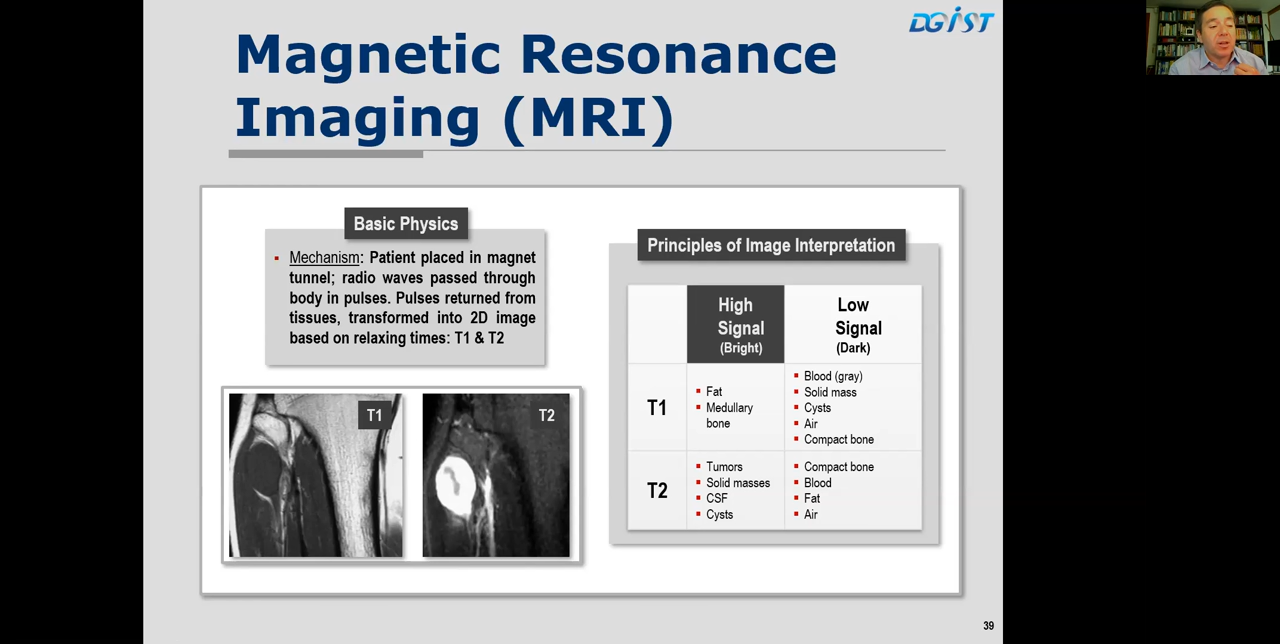 DGIST
Magnetic Resonance
Imaging (MRI)
Basic Physics
▪ Mechanism: Patient placed in magnet
tunnel; radio waves passed through
body in pulses. Pulses returned from
tissues, transformed into 2D image
based on relaxing times: T1 & T2
T1
T2
Principles of Image Interpretation
High
Signal
(Bright)
Low
Signal
(Dark)
T1
▪ Fat
▪ Medullary
bone
▪ Blood (gray)
▪ Solid mass
▪ Cysts
▪ Air
▪ Compact bone
T2
▪ Tumors
▪ Solid masses
▪ CSF
▪ Cysts
▪ Compact bone
▪ Blood
▪ Fat
▪ Air
39